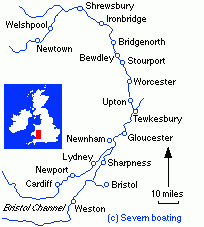 Shrewsbury
Ironbridge
Welshpool
Newtown
Bridgenorth
Bewdley
Stourport
Worcester
Upton
Tewkesbury
Gloucester
Newnham
Lydney
Sharpness
Newport
Cardiff
Bristol
Bristol Channel
Weston
10 miles
(c) Severn boating